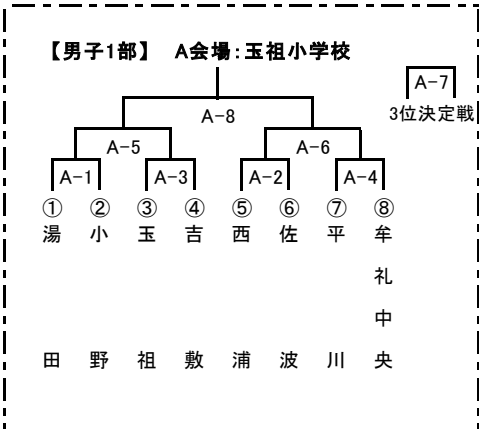 【男子1部】 A会場:玉祖小学校
A-7
3位決定戦
A-8
A-5
A-6
A-1
A-3
A-2
A-4
① ② ③ ④ ⑤ ⑥ ⑦ ⑧
湯田
小野
玉祖
吉敷
西浦
佐波
平川
牟礼中央